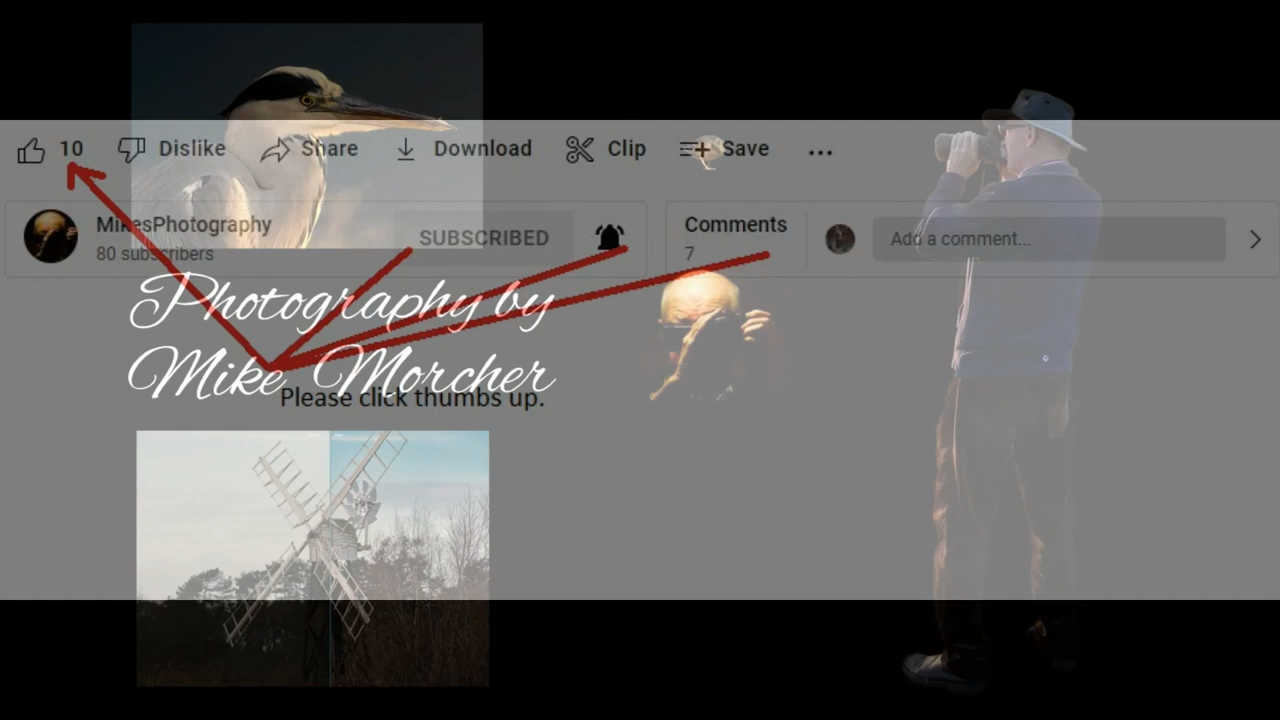 10 Dislike Share Download Clip Save ...
MikesPhotography
80 subscribers
SUBSCRIBED
Comments
7
Add a comment...
Photography by
Mike Morcher
Please click thumbs up.